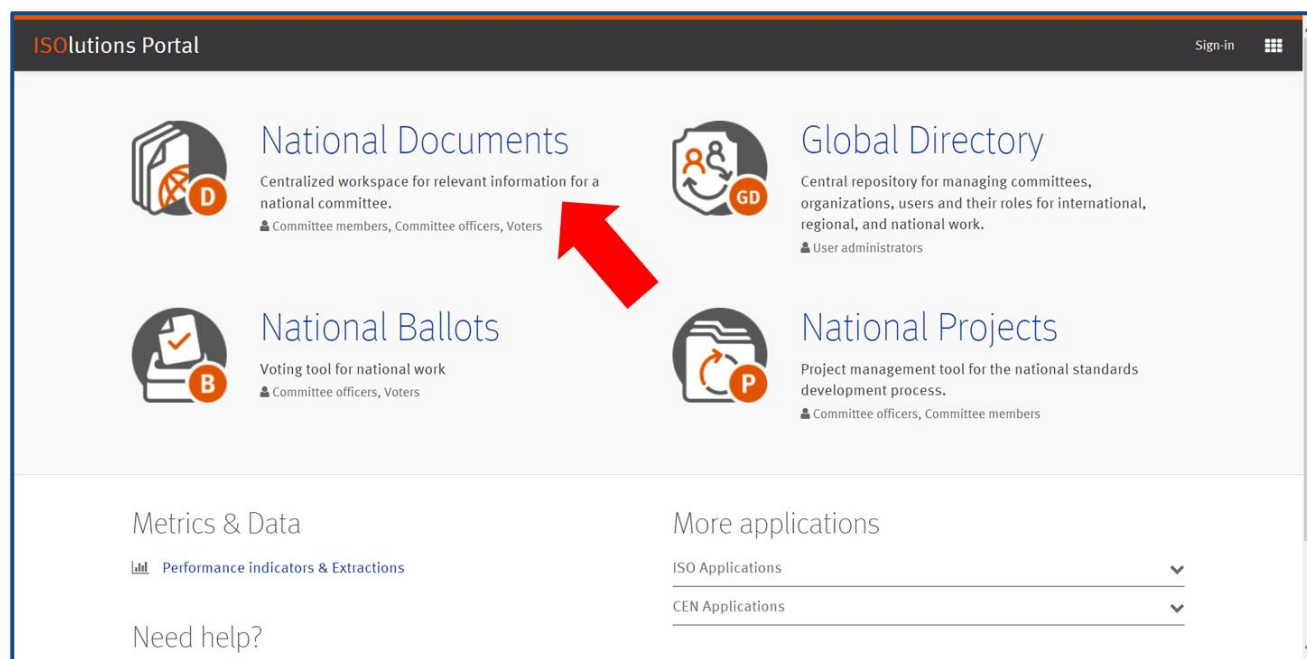 ISOlutions Portal
Sign-in
National Documents
Centralized workspace for relevant information for a
national committee.
Committee members, Committee officers, Voters
D
Global Directory
Central repository for managing committees,
organizations, users and their roles for international,
regional, and national work.
User administrators
GD
National Ballots
Voting tool for national work
Committee officers, Voters
B
National Projects
Project management tool for the national standards
development process.
Committee officers, Committee members
P
Metrics & Data
Performance indicators & Extractions
Need help?
More applications
ISO Applications
CEN Applications